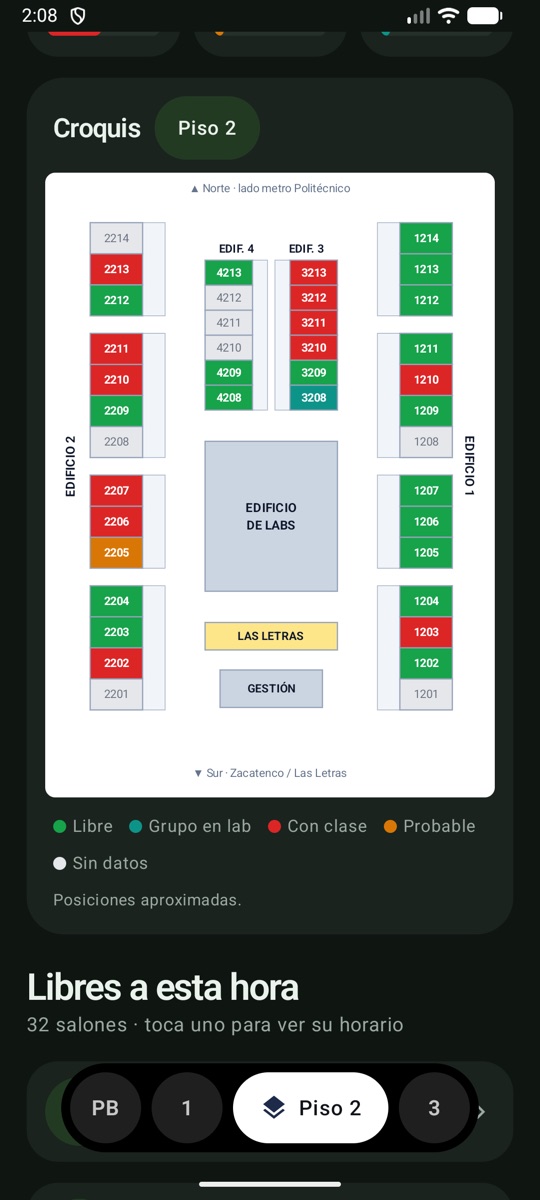 2:08
Croquis
Piso 2
▲ Norte · lado metro Politécnico
EDIF. 4
EDIF. 3
2214
2213
2212
2211
2210
2209
2208
2207
2206
2205
2204
2203
2202
2201
EDIFICIO 2
4213
4212
4211
4210
4209
4208
3213
3212
3211
3210
3209
3208
EDIFICIO
DE LABS
LAS LETRAS
GESTIÓN
1214
1213
1212
1211
1210
1209
1208
1207
1206
1205
1204
1203
1202
1201
EDIFICIO 1
▼ Sur · Zacatenco / Las Letras
Libre
Grupo en lab
Con clase
Probable
Sin datos
Posiciones aproximadas.
Libres a esta hora
32 salones · toca uno para ver su horario
PB
1
Piso 2
3